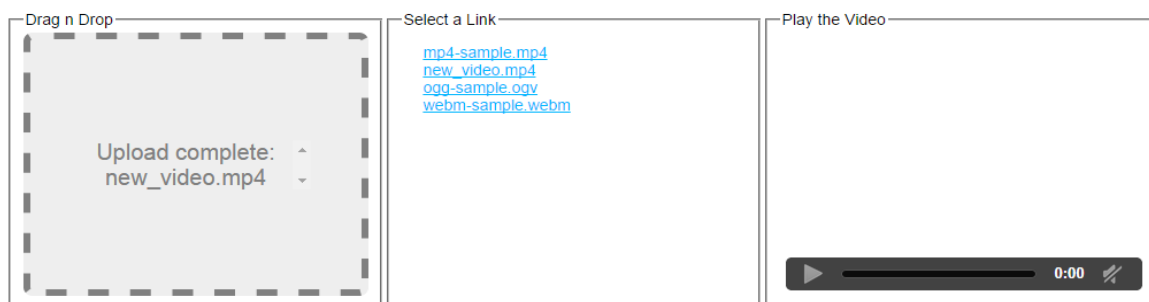 Drag n Drop
Upload complete:
new_video.mp4
Select a Link
mp4-sample.mp4
new_video.mp4
ogg-sample.ogv
webm-sample.webm
Play the Video
0:00